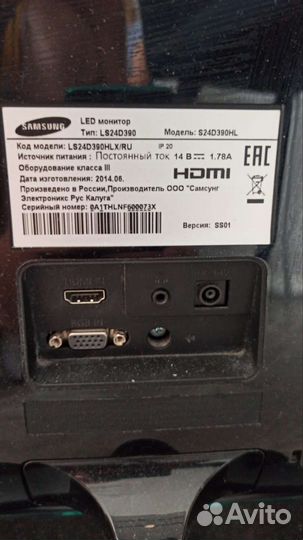 SAMSUNG
LED монитор
Тип: LS24D390
Модель: S24D390HL
Код модели: LS24D390HLX/RU
IP 20
Источник питания : Постоянный ток 14 В 1.78A
Оборудование класса III
Дата изготовления: 2014.06.
HDMI
EAC
Произведено в России,Производитель ООО "Самсунг
Электроникс Рус Калуга"
Серийный номер: 0A1THLNF600073X
Версия: SS01
RGB IN
Avito